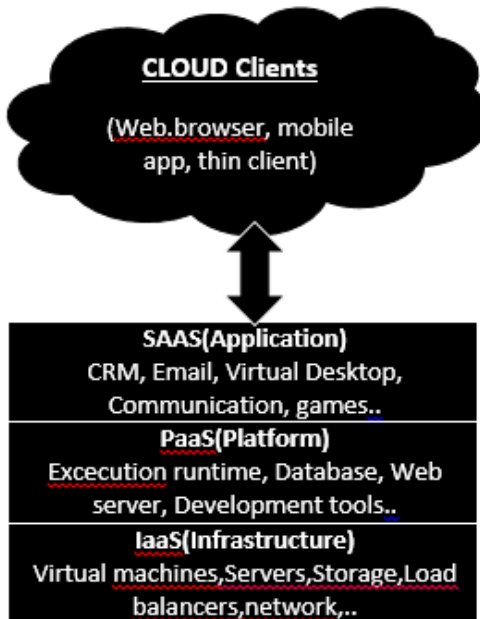 CLOUD Clients
(Web.browser, mobile
app, thin client)
SAAS(Application)
CRM, Email, Virtual Desktop,
Communication, games..
PaaS(Platform)
Excecution runtime, Database, Web
server, Development tools..
IaaS(Infrastructure)
Virtual machines,Servers,Storage,Load
balancers,network,..